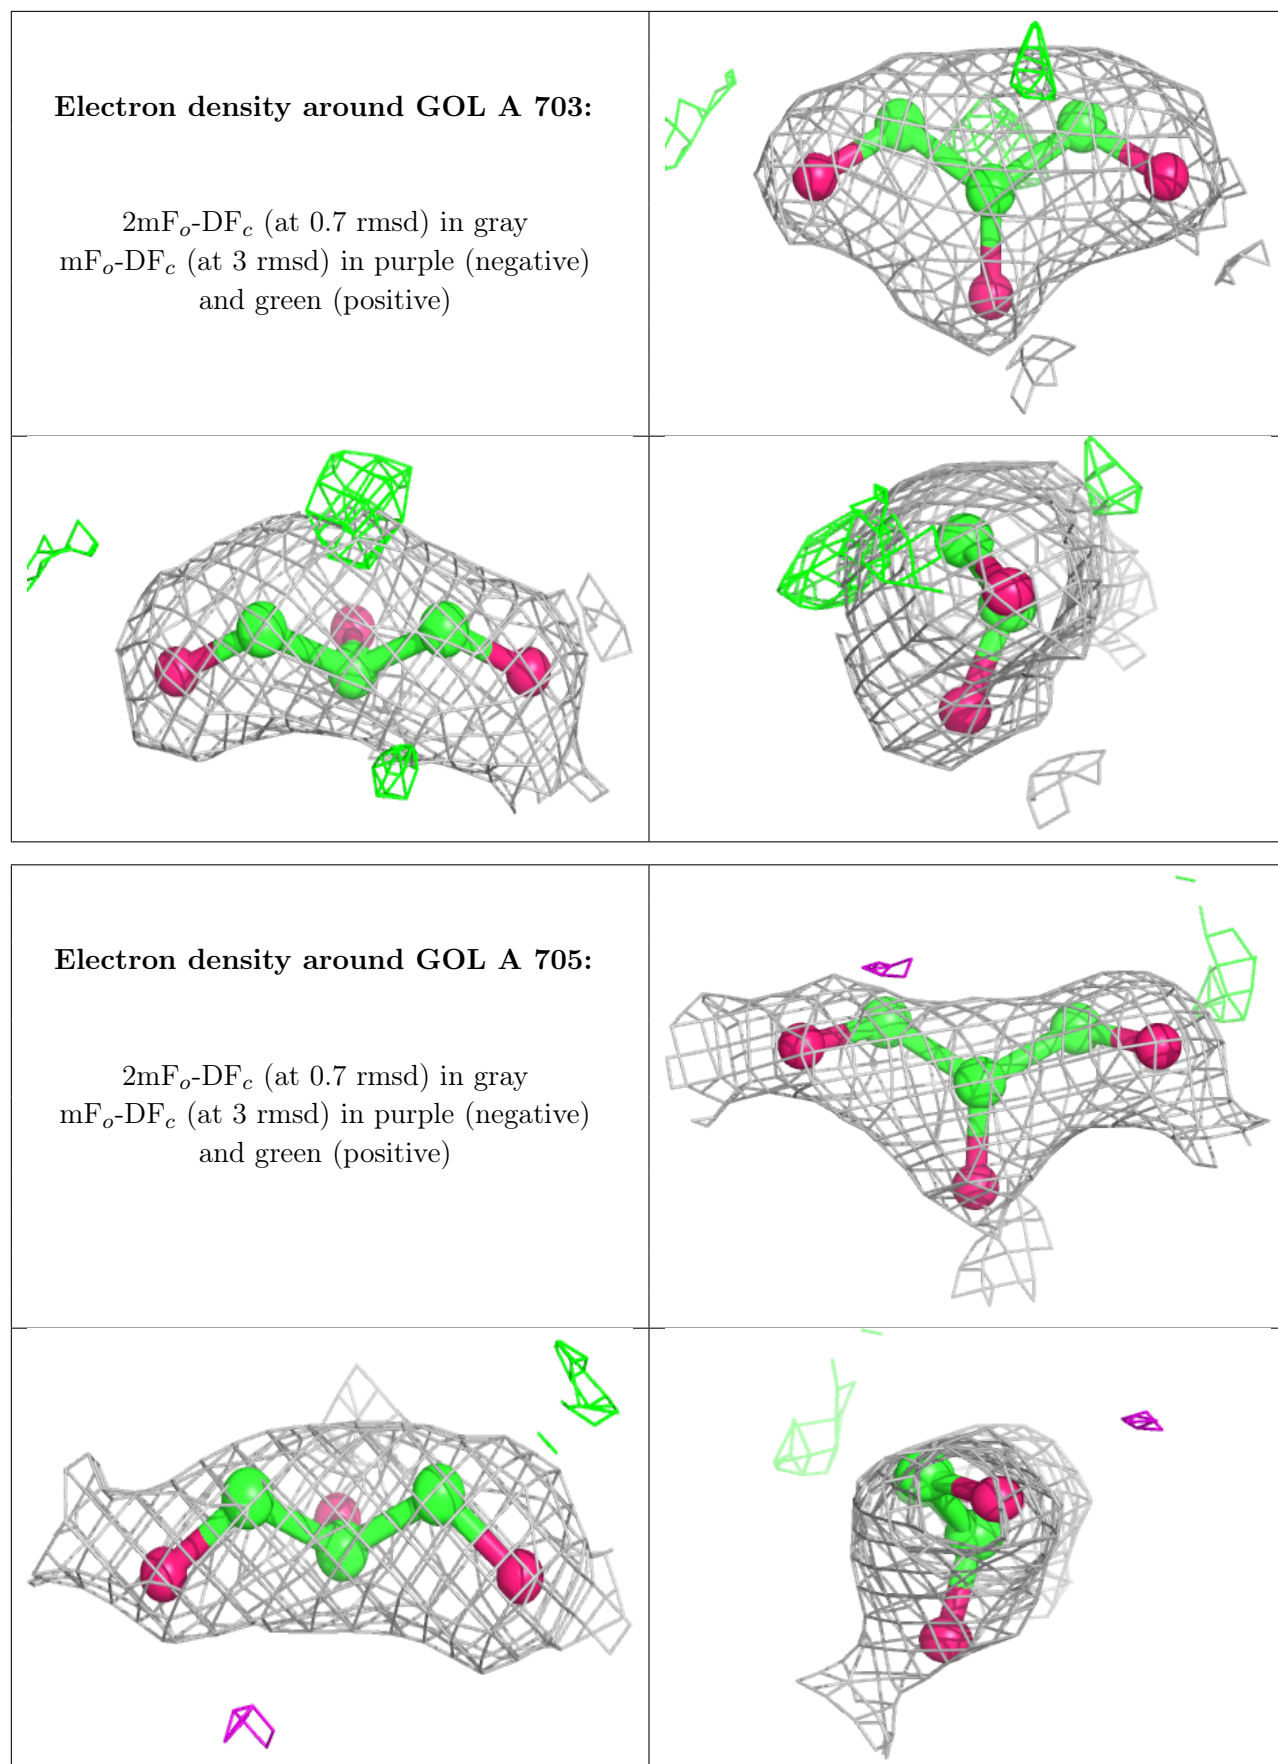 Electron density around GOL A 703:
2mFₒ-DF𝒸 (at 0.7 rmsd) in gray
mFₒ-DF𝒸 (at 3 rmsd) in purple (negative)
and green (positive)
Electron density around GOL A 705:
2mFₒ-DF𝒸 (at 0.7 rmsd) in gray
mFₒ-DF𝒸 (at 3 rmsd) in purple (negative)
and green (positive)